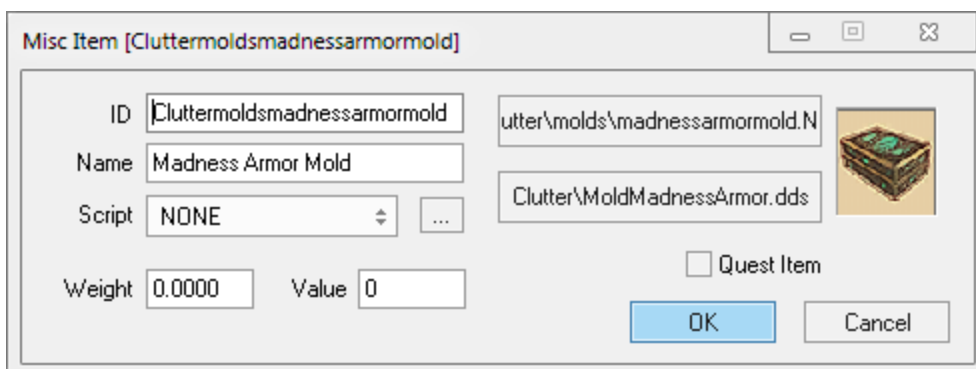 Misc Item [Cluttermoldsmadnessarmormold]
ID Cluttermoldsmadnessarmormold
utter\molds\madnessarmormold.N
Name Madness Armor Mold
Clutter\MoldMadnessArmor.dds
Script NONE ...
Quest Item
Weight 0.0000 Value 0
OK Cancel